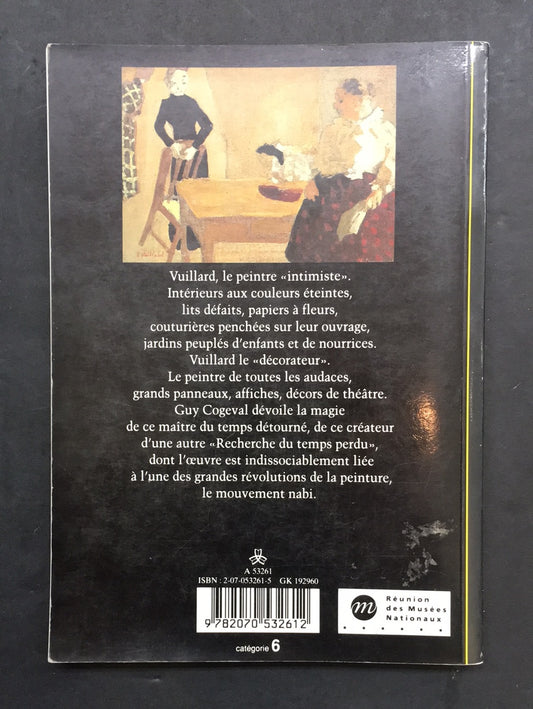 Vuillard, le peintre «intimiste».
Intérieurs aux couleurs éteintes,
lits défaits, papiers à fleurs,
couturières penchées sur leur ouvrage,
jardins peuplés d'enfants et de nourrices.
Vuillard le «décorateur».
Le peintre de toutes les audaces,
grands panneaux, affiches, décors de théâtre.
Guy Cogeval dévoile la magie
de ce maître du temps détourné, de ce créateur
d'une autre «Recherche du temps perdu»,
dont l'œuvre est indissociablement liée
à l'une des grandes révolutions de la peinture,
le mouvement nabi.
A 53261
ISBN : 2-07-053261-5 GK 192960
9 782070 532612
catégorie 6
m
Réunion
des Musées
Nationaux